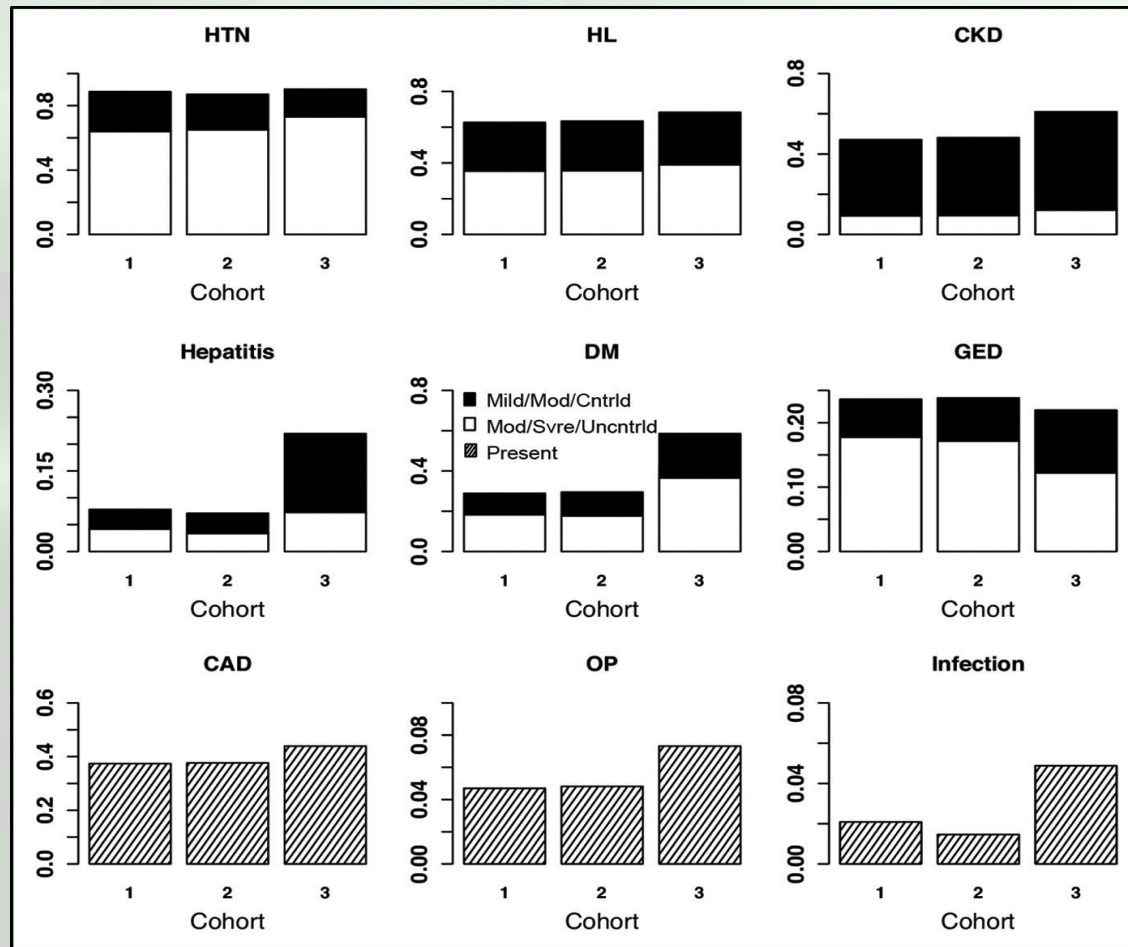 HTN
0.8
0.4
0.0
1 2 3
Cohort
HL
0.8
0.4
0.0
1 2 3
Cohort
CKD
0.8
0.4
0.0
1 2 3
Cohort
Hepatitis
0.30
0.15
0.00
1 2 3
Cohort
DM
0.8
0.4
0.0
Mild/Mod/Cntrld
Mod/Svre/Uncntrld
Present
1 2 3
Cohort
GED
0.20
0.10
0.00
1 2 3
Cohort
CAD
0.6
0.4
0.2
0.0
1 2 3
Cohort
OP
0.08
0.04
0.00
1 2 3
Cohort
Infection
0.08
0.04
0.00
1 2 3
Cohort